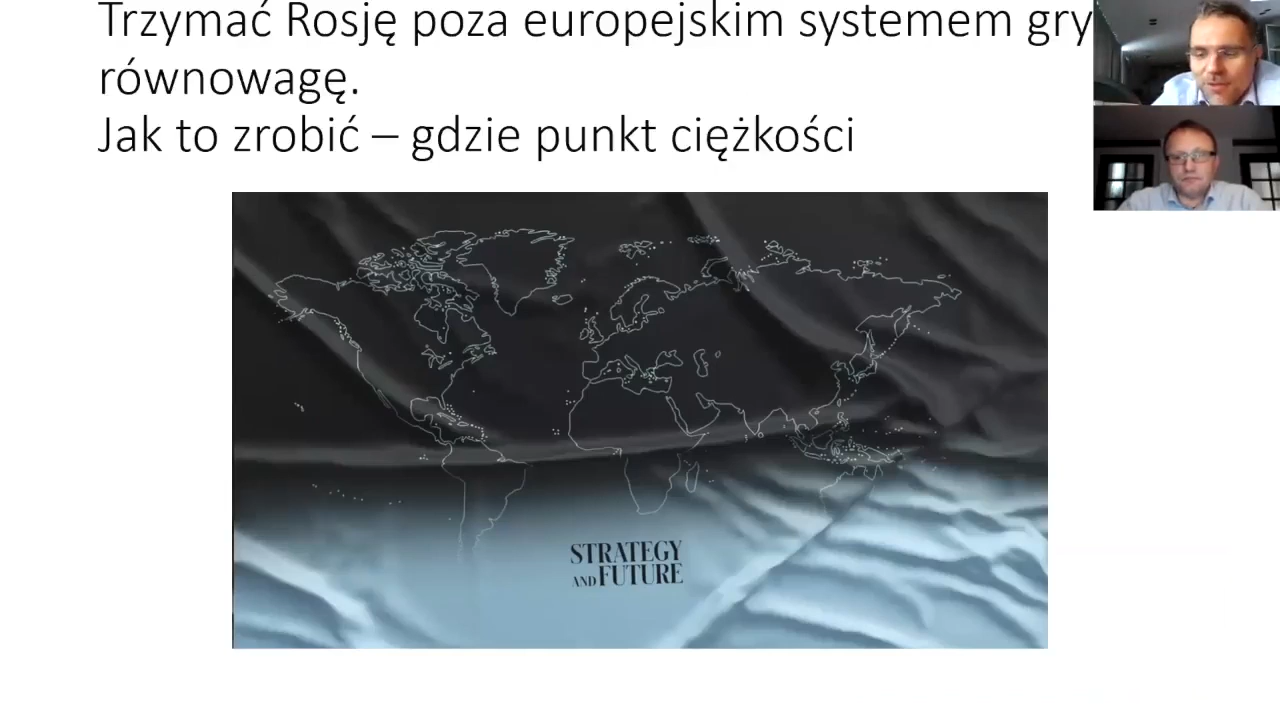 Trzymać Rosję poza europejskim systemem gry
równowagę.
Jak to zrobić – gdzie punkt ciężkości
STRATEGY
AND FUTURE